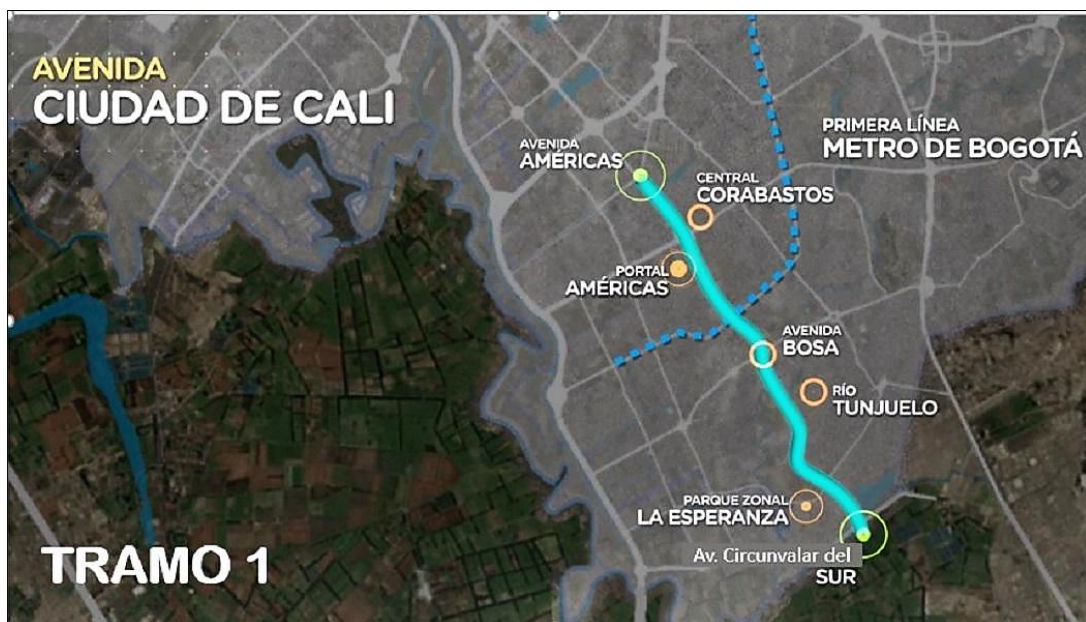 AVENIDA
CIUDAD DE CALI
AVENIDA
AMÉRICAS
CENTRAL
CORABASTOS
PRIMERA LÍNEA
METRO DE BOGOTÁ
PORTAL
AMÉRICAS
AVENIDA
BOSA
RÍO
TUNJUELO
PARQUE ZONAL
LA ESPERANZA
Av. Circunvalar del
SUR
TRAMO 1